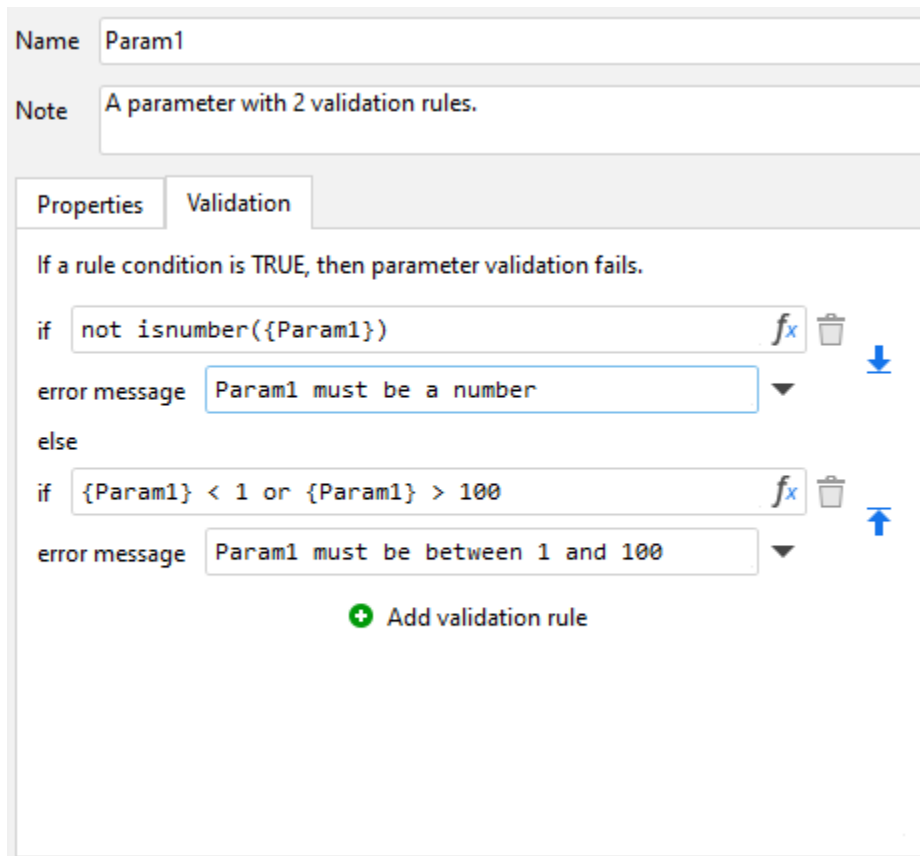 Name Param1
Note A parameter with 2 validation rules.
Properties Validation
If a rule condition is TRUE, then parameter validation fails.
if not isnumber({Param1}) fx
error message Param1 must be a number
else
if {Param1} < 1 or {Param1} > 100 fx
error message Param1 must be between 1 and 100
Add validation rule